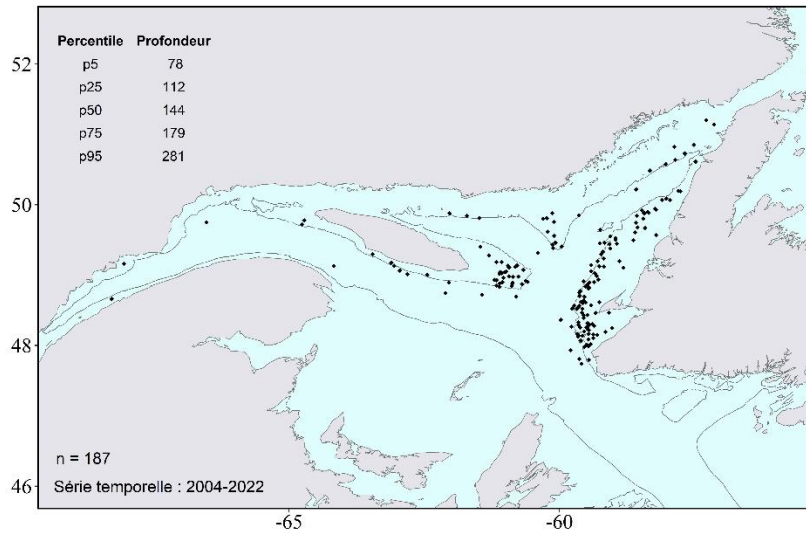 Percentile Profondeur
p5 78
p25 112
p50 144
p75 179
p95 281
52
50
48
46
n = 187
Série temporelle : 2004-2022
-65 -60